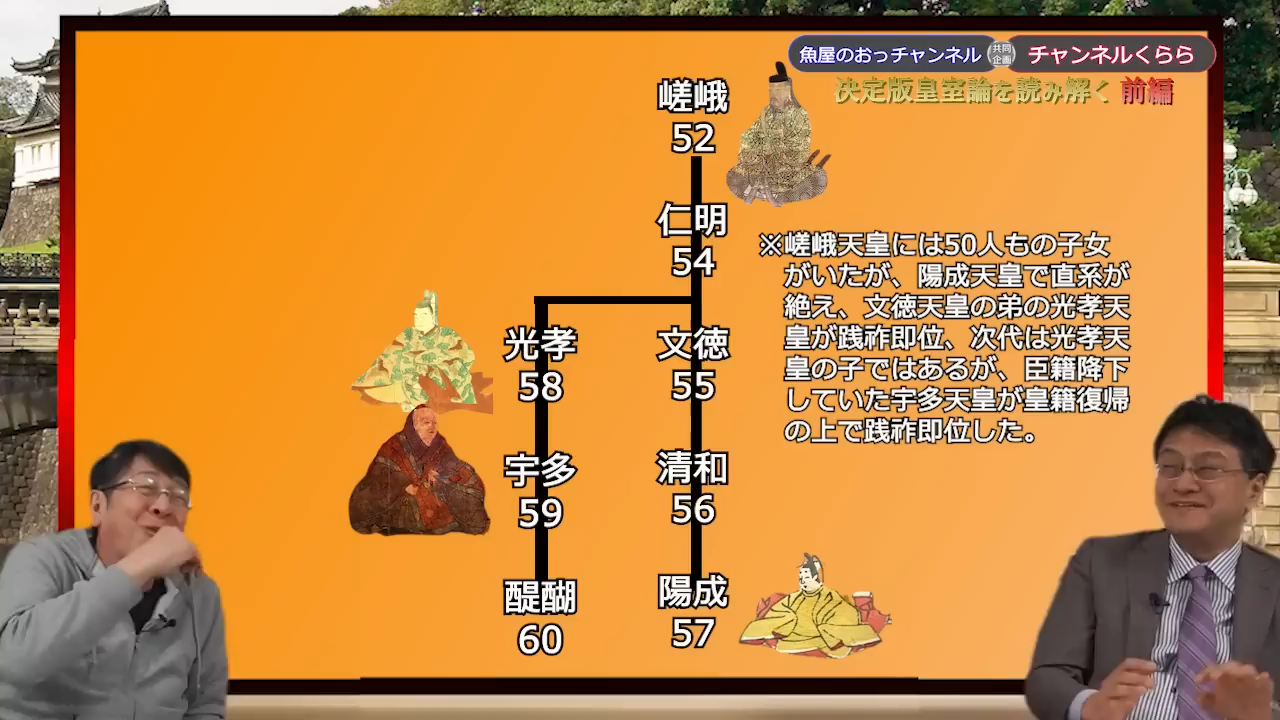 魚屋のおっチャンネル 共同企画 チャンネルくらら
決定版皇室論を読み解く 前編
嵯峨
52
仁明
54
※嵯峨天皇には50人もの子女
がいたが、陽成天皇で直系が
絶え、文徳天皇の弟の光孝天
皇が践祚即位、次代は光孝天
皇の子ではあるが、臣籍降下
していた宇多天皇が皇籍復帰
の上で践祚即位した。
光孝
58
文徳
55
宇多
59
清和
56
醍醐
60
陽成
57